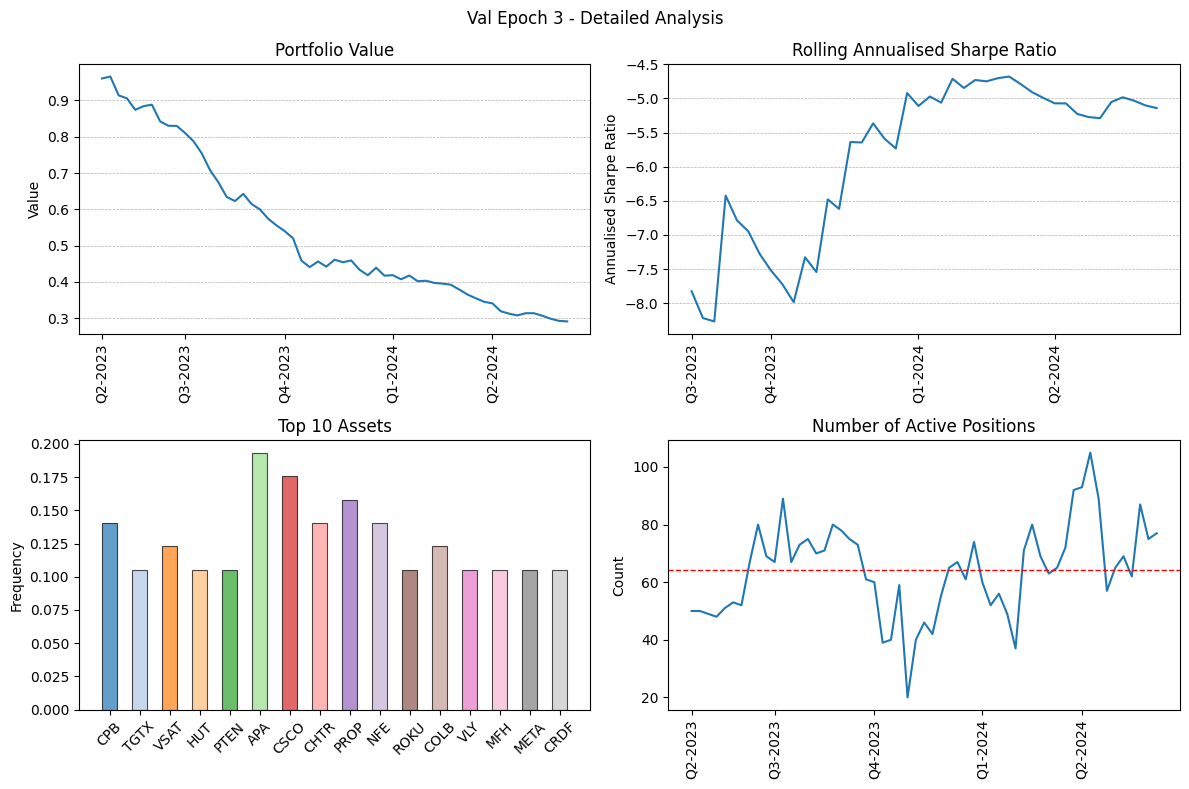 Val Epoch 3 - Detailed Analysis
Portfolio Value
Value
0.9
0.8
0.7
0.6
0.5
0.4
0.3
Q2-2023
Q3-2023
Q4-2023
Q1-2024
Q2-2024
Rolling Annualised Sharpe Ratio
Annualised Sharpe Ratio
−4.5
−5.0
−5.5
−6.0
−6.5
−7.0
−7.5
−8.0
Q3-2023
Q4-2023
Q1-2024
Q2-2024
Top 10 Assets
Frequency
0.200
0.175
0.150
0.125
0.100
0.075
0.050
0.025
0.000
CPB
TGTX
VSAT
HUT
PTEN
APA
CSCO
CHTR
PROP
NFE
ROKU
COLB
VLY
MFH
META
CRDF
Number of Active Positions
Count
100
80
60
40
20
Q2-2023
Q3-2023
Q4-2023
Q1-2024
Q2-2024